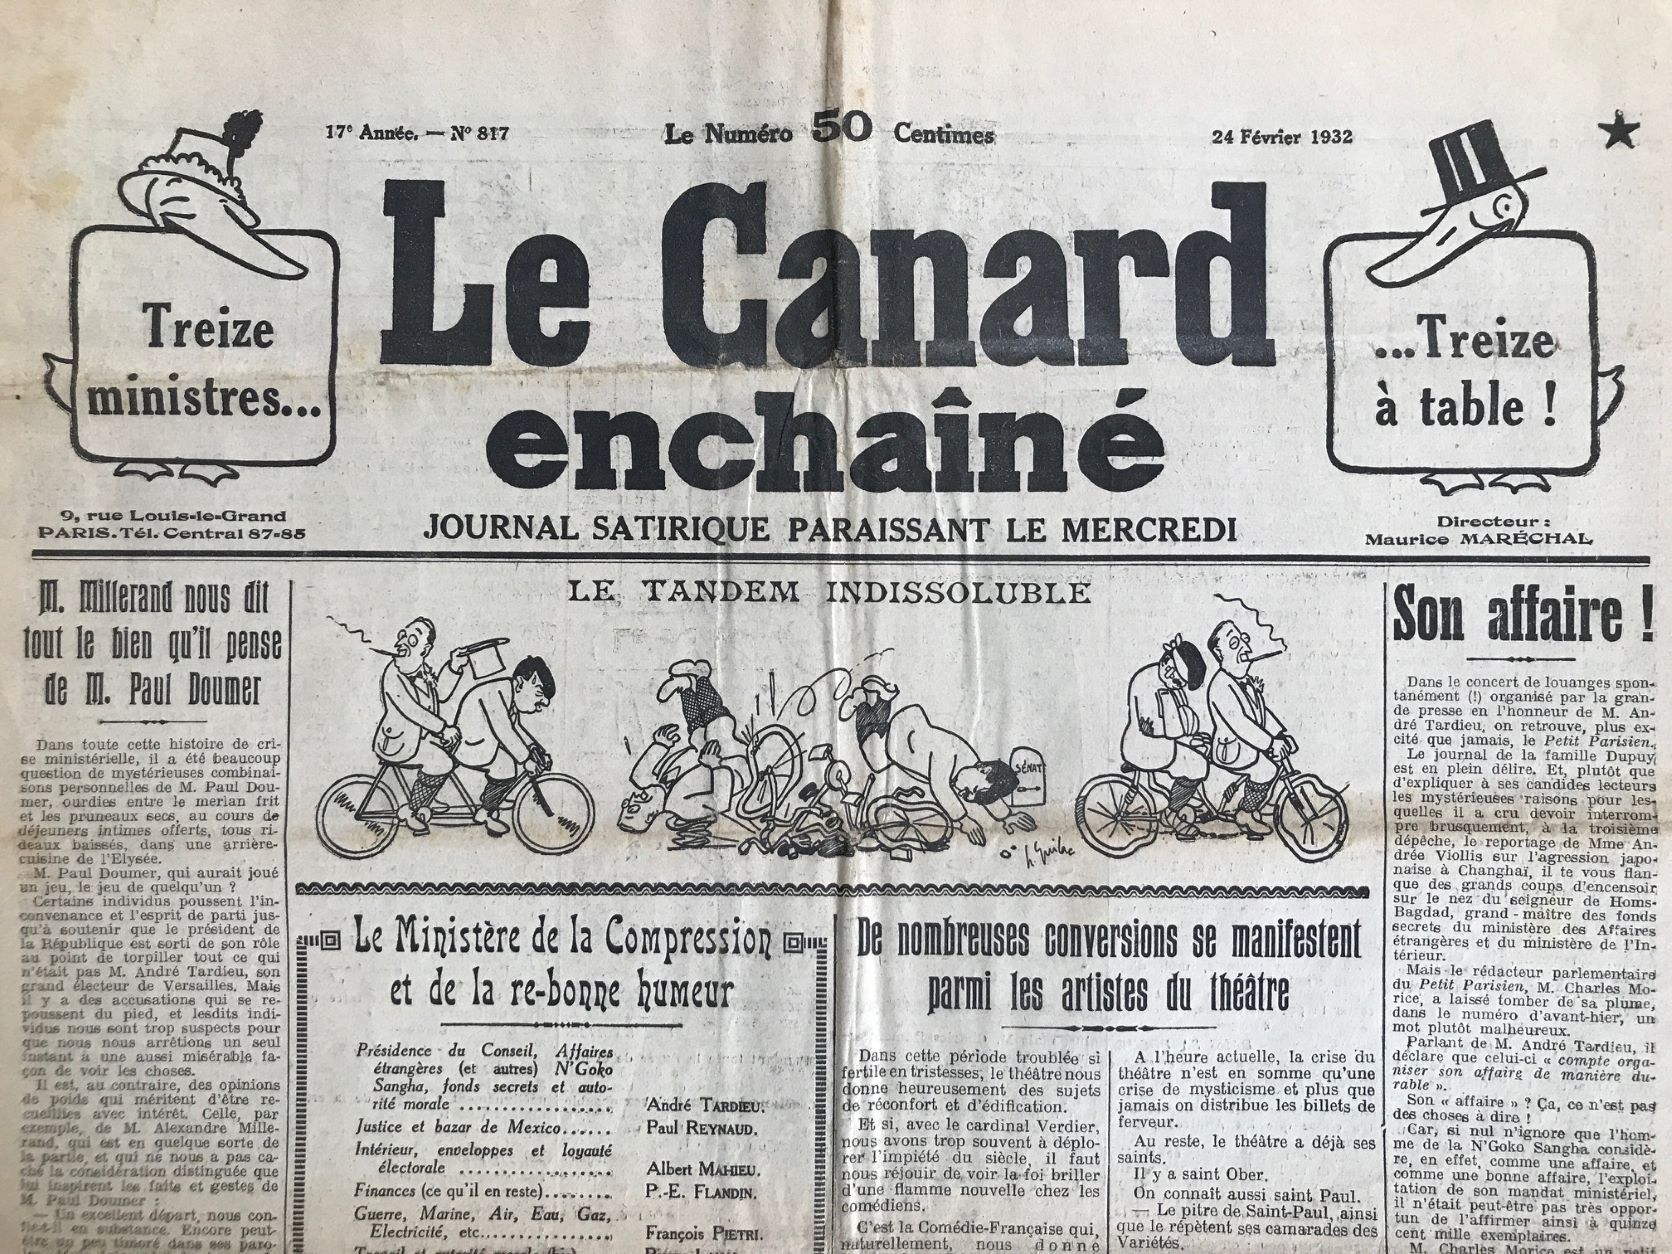 17e Année. — No 817
Le Numéro 50 Centimes
24 Février 1932
Treize
ministres...
Le Canard
enchaîné
...Treize
à table !
9, rue Louis-le-Grand
PARIS. Tél. Central 87-85
JOURNAL SATIRIQUE PARAISSANT LE MERCREDI
Directeur :
Maurice MARÉCHAL
M. Millerand nous dit
tout le bien qu'il pense
de M. Paul Doumer
Dans toute cette histoire de cri-
se ministérielle, il a été beaucoup
question de mystérieuses combinai-
sons personnelles de M. Paul Dou-
mer, ourdies entre le merlan frit
et les pruneaux secs, au cours de
déjeuners intimes offerts, tous ri-
deaux baissés, dans une arrière-
cuisine de l'Elysée.
M. Paul Doumer, qui aurait joué
un jeu, le jeu de quelqu'un ?
Certains individus poussent l'in-
convenance et l'esprit de parti jus-
qu'à soutenir que le président de
la République est sorti de son rôle
au point de torpiller tout ce qui
n'était pas M. André Tardieu, son
grand électeur de Versailles. Mais
il y a des accusations qui se re-
poussent du pied, et lesdits indi-
vidus nous sont trop suspects pour
que nous nous arrêtions un seul
instant à une aussi misérable fa-
çon de voir les choses.
Il est, au contraire, des opinions
de poids qui méritent d'être re-
cueillies avec intérêt. Celle, par
exemple, de M. Alexandre Mille-
rand, qui est en quelque sorte de
la partie, et qui ne nous a pas ca-
ché la considération distinguée que
lui inspirent les faits et gestes de
M. Paul Doumer :
— Un excellent départ, nous con-
fiez-il en substance. Encore peut-
être un peu timoré dans ses paro-
LE TANDEM INDISSOLUBLE
SÉNAT
H. Guilac
Le Ministère de la Compression
et de la re-bonne humeur
Présidence du Conseil, Affaires
étrangères (et autres) N'Goko
Sangha, fonds secrets et auto-
rité morale .................... André TARDIEU.
Justice et bazar de Mexico...... Paul REYNAUD.
Intérieur, enveloppes et loyauté
électorale .................... Albert MAHIEU.
Finances (ce qu'il en reste)........ P.-E. FLANDIN.
Guerre, Marine, Air, Eau, Gaz,
Electricité, etc.................. François PIETRI.
De nombreuses conversions se manifestent
parmi les artistes du théâtre
Dans cette période troublée si
fertile en tristesses, le théâtre nous
donne heureusement des sujets
de réconfort et d'édification.
Et si, avec le cardinal Verdier,
nous avons trop souvent à déplo-
rer l'impiété du siècle, il faut
nous réjouir de voir la foi briller
d'une flamme nouvelle chez les
comédiens.
C'est la Comédie-Française qui,
naturellement, nous donne
A l'heure actuelle, la crise du
théâtre n'est en somme qu'une
crise de mysticisme et plus que
jamais on distribue les billets de
ferveur.
Au reste, le théâtre a déjà ses
saints.
Il y a saint Ober.
On connaît aussi saint Paul.
— Le pitre de Saint-Paul, ainsi
que le répètent ses camarades des
Variétés.
Son affaire !
Dans le concert de louanges spon-
tanément (!) organisé par la gran-
de presse en l'honneur de M. An-
dré Tardieu, on retrouve, plus ex-
cité que jamais, le Petit Parisien.
Le journal de la famille Dupuy
est en plein délire. Et, plutôt que
d'expliquer à ses candides lecteurs
les mystérieuses raisons pour les-
quelles il a cru devoir interrom-
pre brusquement, à la troisième
dépêche, le reportage de Mme An-
drée Viollis sur l'agression japo-
naise à Changhaï, il te vous flan-
que des grands coups d'encensoir
sur le nez du seigneur de Homs-
Bagdad, grand-maître des fonds
secrets du ministère des Affaires
étrangères et du ministère de l'In-
térieur.
Mais le rédacteur parlementaire
du Petit Parisien, M. Charles Mo-
rice, a laissé tomber de sa plume,
dans le numéro d'avant-hier, un
mot plutôt malheureux.
Parlant de M. André Tardieu, il
déclare que celui-ci « compte orga-
niser son affaire de manière du-
rable ».
Son « affaire » ? Ça, ce n'est pas
des choses à dire !
Car, si nul n'ignore que l'hom-
me de la N'Goko Sangha considè-
re, en effet, comme une affaire, et
comme une bonne affaire, l'exploi-
tation de son mandat ministériel,
il n'était peut-être pas très oppor-
tun de l'affirmer ainsi à quinze
cent mille exemplaires.